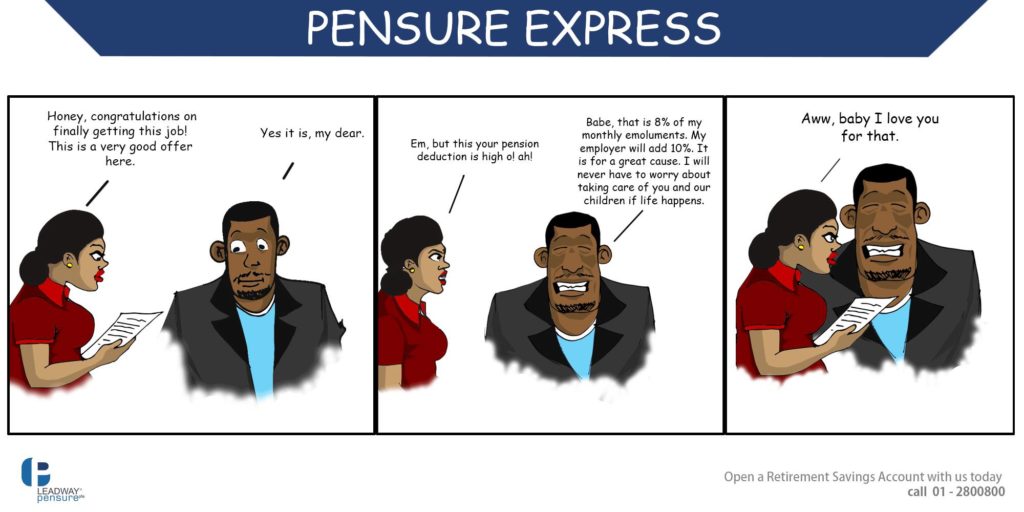 PENSURE EXPRESS
Honey, congratulations on
finally getting this job!
This is a very good offer
here.
Yes it is, my dear.
Em, but this your pension
deduction is high o! ah!
Babe, that is 8% of my
monthly emoluments. My
employer will add 10%. It
is for a great cause. I will
never have to worry about
taking care of you and our
children if life happens.
Aww, baby I love you
for that.
LEADWAY
pensure
Open a Retirement Savings Account with us today
call 01 - 2800800